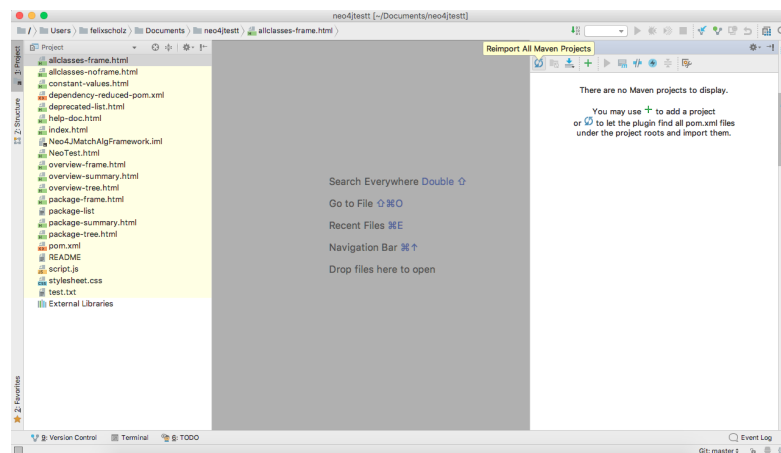 neo4jtestt [~/Documents/neo4jtestt]
/ Users felixscholz Documents neo4jtestt allclasses-frame.html
Project
Reimport All Maven Projects
1: Project
Z: Structure
2: Favorites
allclasses-frame.html
allclasses-noframe.html
constant-values.html
dependency-reduced-pom.xml
deprecated-list.html
help-doc.html
index.html
Neo4JMatchAlgFramework.iml
NeoTest.html
overview-frame.html
overview-summary.html
overview-tree.html
package-frame.html
package-list
package-summary.html
package-tree.html
pom.xml
README
script.js
stylesheet.css
test.txt
External Libraries
Search Everywhere Double ⇧
Go to File ⇧⌘O
Recent Files ⌘E
Navigation Bar ⌘↑
Drop files here to open
There are no Maven projects to display.
You may use + to add a project
or to let the plugin find all pom.xml files
under the project roots and import them.
9: Version Control
Terminal
6: TODO
Event Log
Git: master